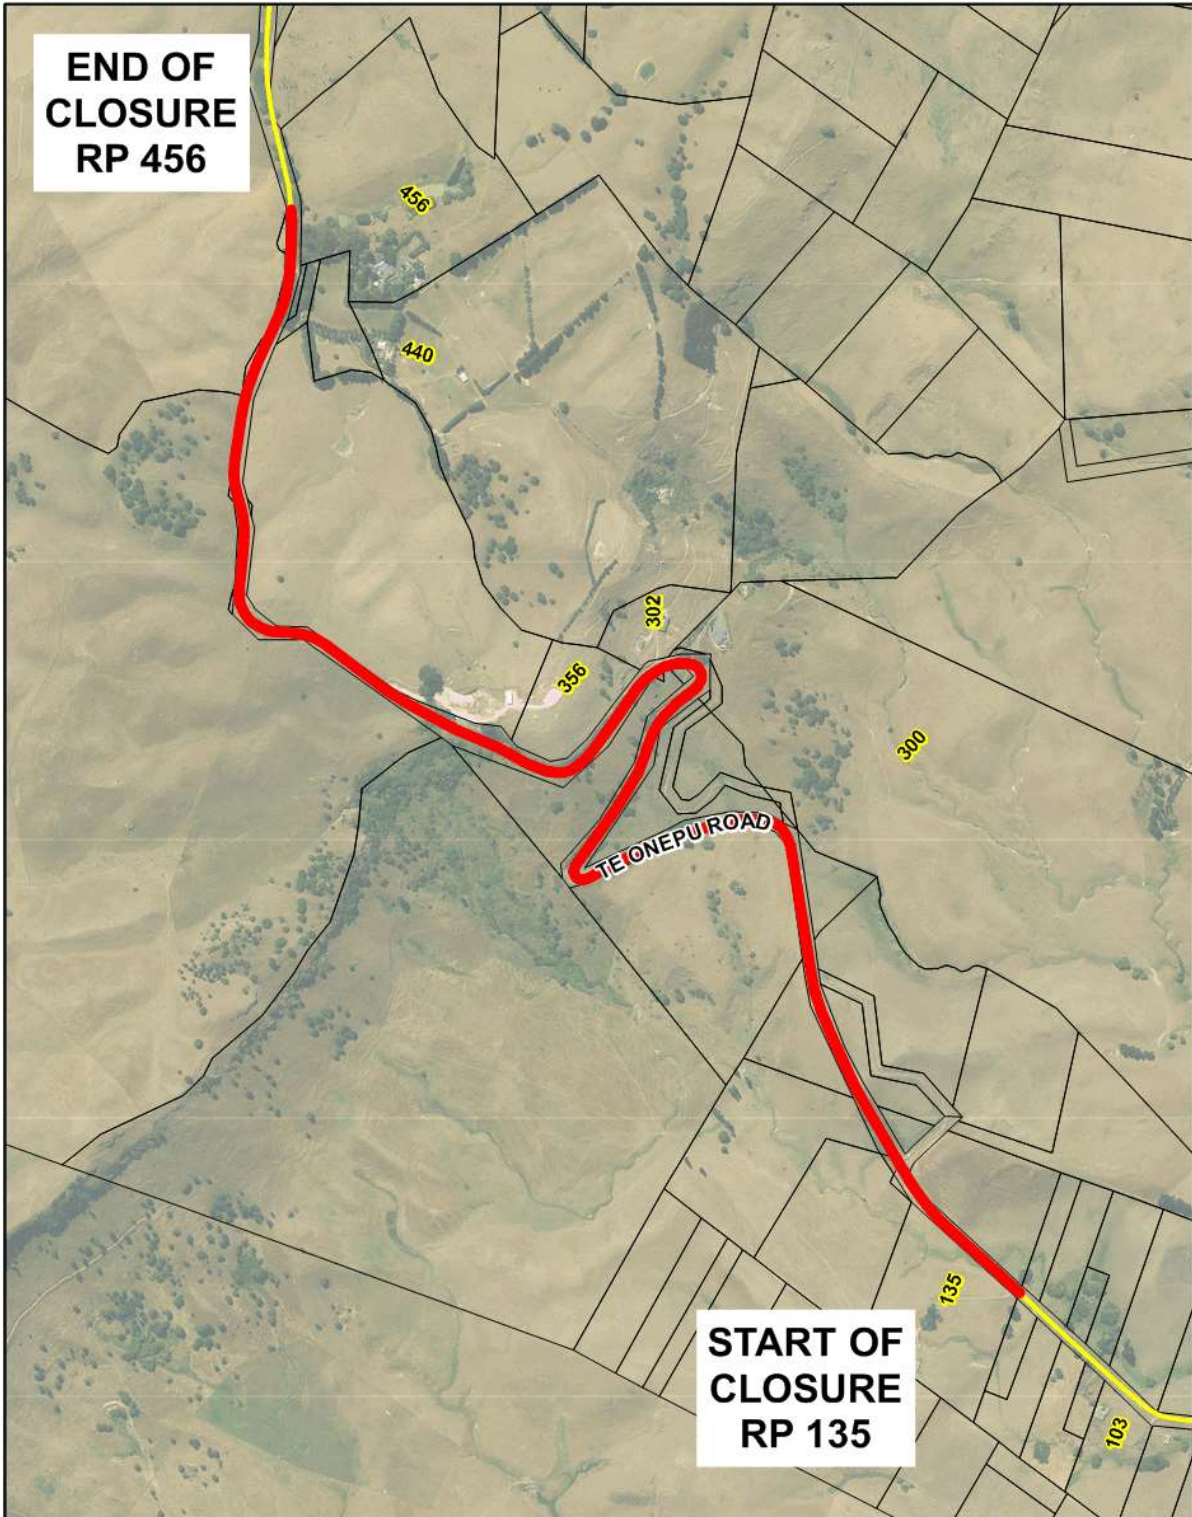 END OF
CLOSURE
RP 456
456
440
302
356
300
TE ONEPU ROAD
135
START OF
CLOSURE
RP 135
103